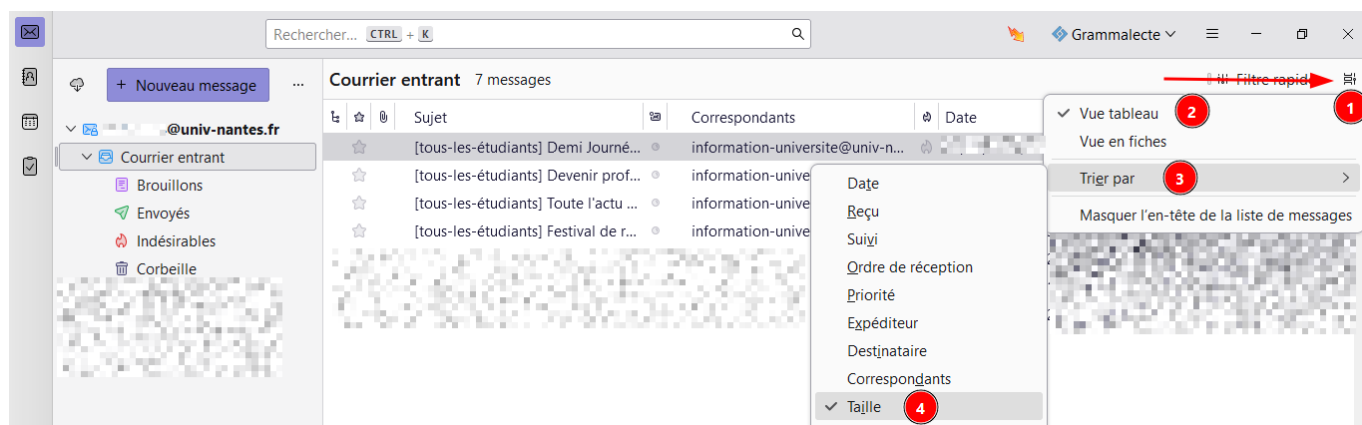 Rechercher... CTRL + K
Grammalecte
+ Nouveau message ...
Courrier entrant 7 messages
Filtre rapide
1
@univ-nantes.fr
Sujet Correspondants Date
Vue tableau 2
Vue en fiches
Trier par 3
Masquer l'en-tête de la liste de messages
Courrier entrant
Brouillons
Envoyés
Indésirables
Corbeille
[tous-les-étudiants] Demi Journé... information-universite@univ-n...
[tous-les-étudiants] Devenir prof... information-unive
[tous-les-étudiants] Toute l'actu ... information-unive
[tous-les-étudiants] Festival de r... information-unive
Date
Reçu
Suivi
Ordre de réception
Priorité
Expéditeur
Destinataire
Correspondants
Taille 4